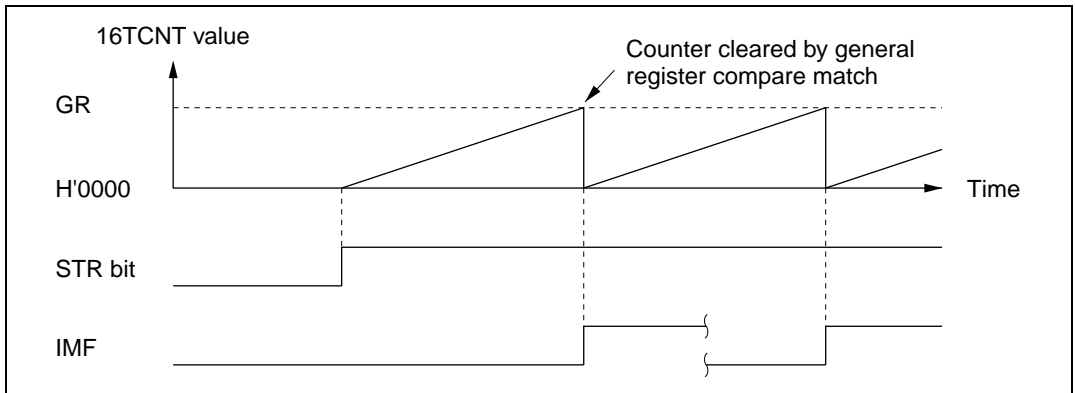 16TCNT value
Counter cleared by general
register compare match
GR
H'0000
Time
STR bit
IMF